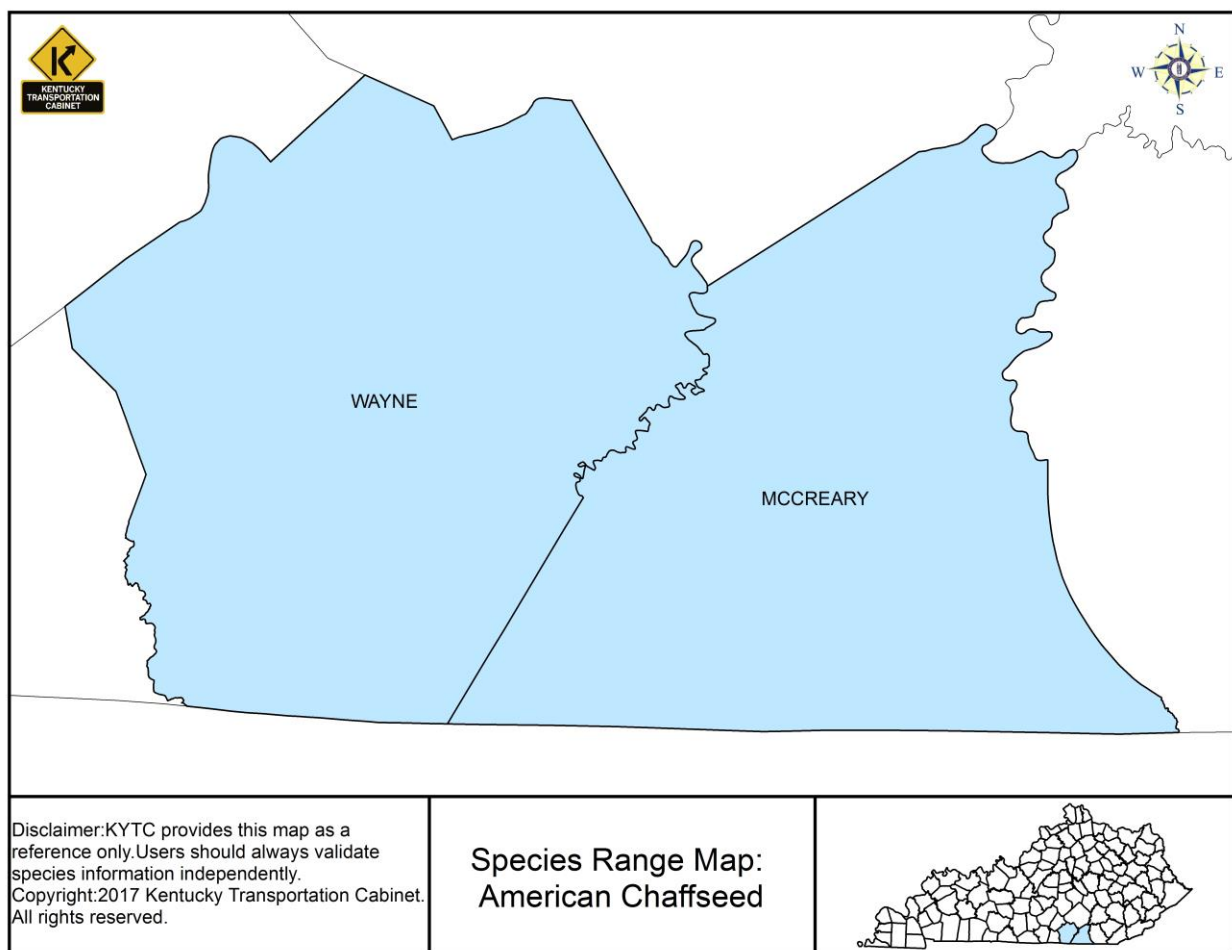 KENTUCKY
TRANSPORTATION
CABINET
N
W
E
S
WAYNE
MCCREARY
Disclaimer:KYTC provides this map as a
reference only.Users should always validate
species information independently.
Copyright:2017 Kentucky Transportation Cabinet.
All rights reserved.
Species Range Map:
American Chaffseed